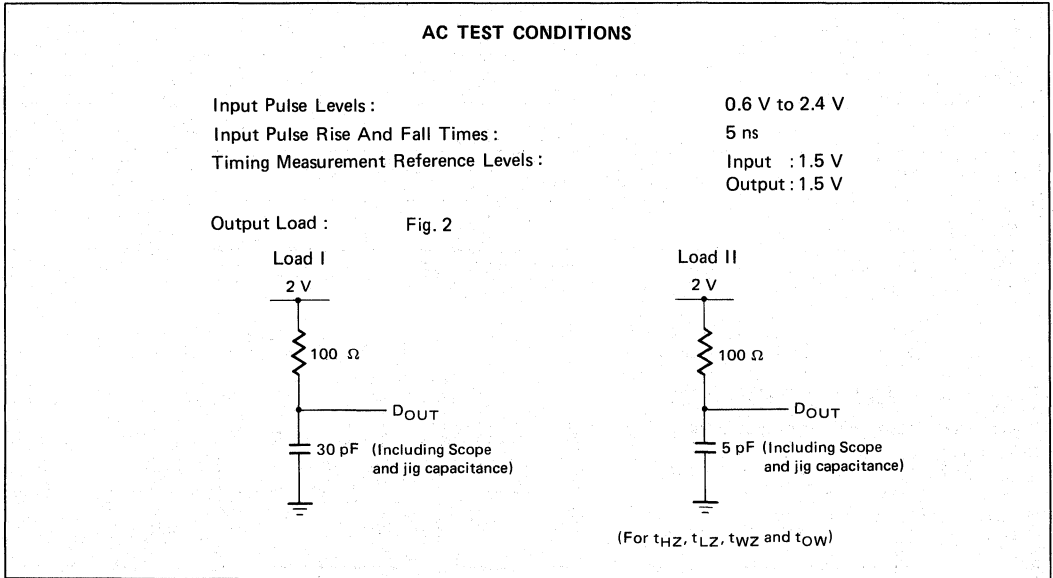 AC TEST CONDITIONS
Input Pulse Levels : 0.6 V to 2.4 V
Input Pulse Rise And Fall Times : 5 ns
Timing Measurement Reference Levels : Input : 1.5 V
Output : 1.5 V
Output Load : Fig. 2
Load I
2 V
100 Ω
DOUT
30 pF (Including Scope
and jig capacitance)
Load II
2 V
100 Ω
DOUT
5 pF (Including Scope
and jig capacitance)
(For tHZ, tLZ, tWZ and tOW)